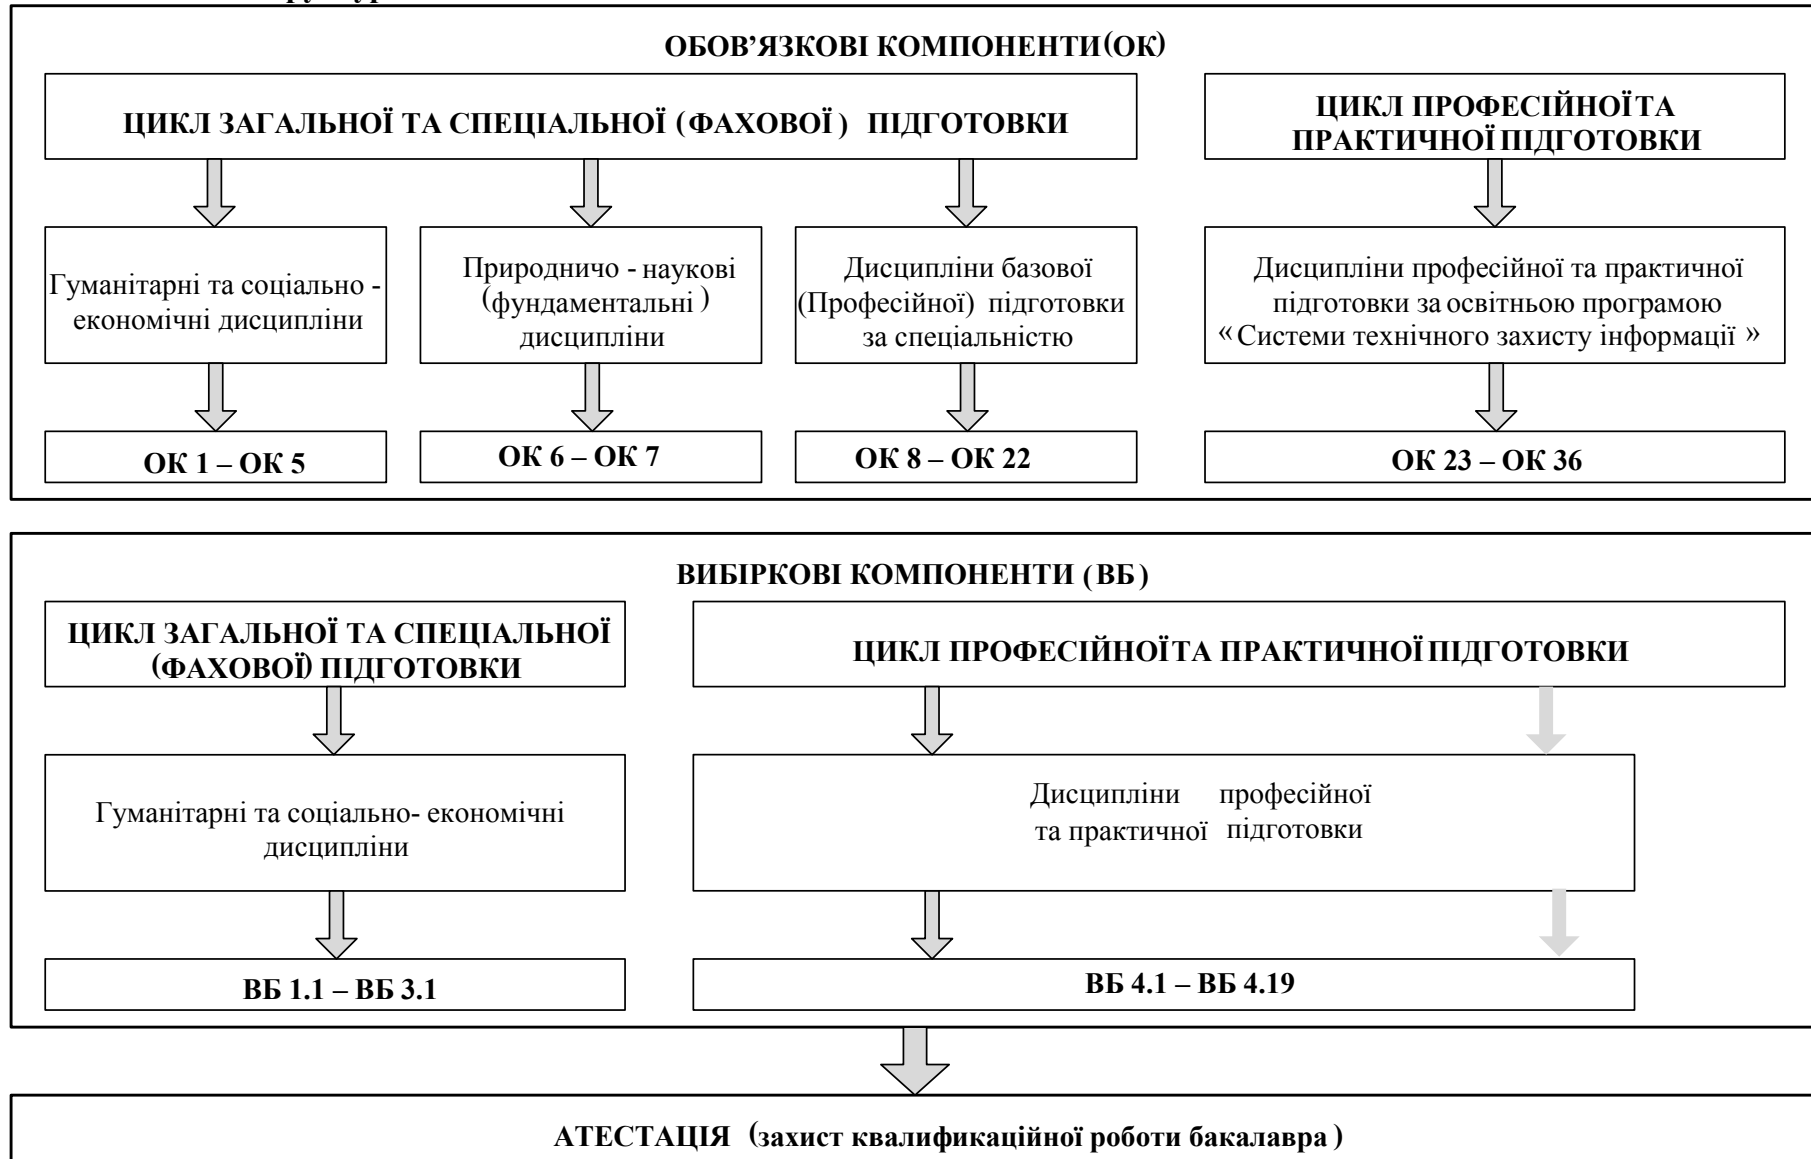 ОБОВ’ЯЗКОВІ КОМПОНЕНТИ (ОК)
ЦИКЛ ЗАГАЛЬНОЇ ТА СПЕЦІАЛЬНОЇ (ФАХОВОЇ) ПІДГОТОВКИ
ЦИКЛ ПРОФЕСІЙНОЇ ТА
ПРАКТИЧНОЇ ПІДГОТОВКИ
Гуманітарні та соціально -
економічні дисципліни
Природничо - наукові
(фундаментальні)
дисципліни
Дисципліни базової
(Професійної) підготовки
за спеціальністю
Дисципліни професійної та практичної
підготовки за освітньою програмою
«Системи технічного захисту інформації»
ОК 1 – ОК 5
ОК 6 – ОК 7
ОК 8 – ОК 22
ОК 23 – ОК 36
ВИБІРКОВІ КОМПОНЕНТИ (ВБ)
ЦИКЛ ЗАГАЛЬНОЇ ТА СПЕЦІАЛЬНОЇ
(ФАХОВОЇ) ПІДГОТОВКИ
ЦИКЛ ПРОФЕСІЙНОЇ ТА ПРАКТИЧНОЇ ПІДГОТОВКИ
Гуманітарні та соціально- економічні
дисципліни
Дисципліни професійної
та практичної підготовки
ВБ 1.1 – ВБ 3.1
ВБ 4.1 – ВБ 4.19
АТЕСТАЦІЯ (захист квалификаційної роботи бакалавра)